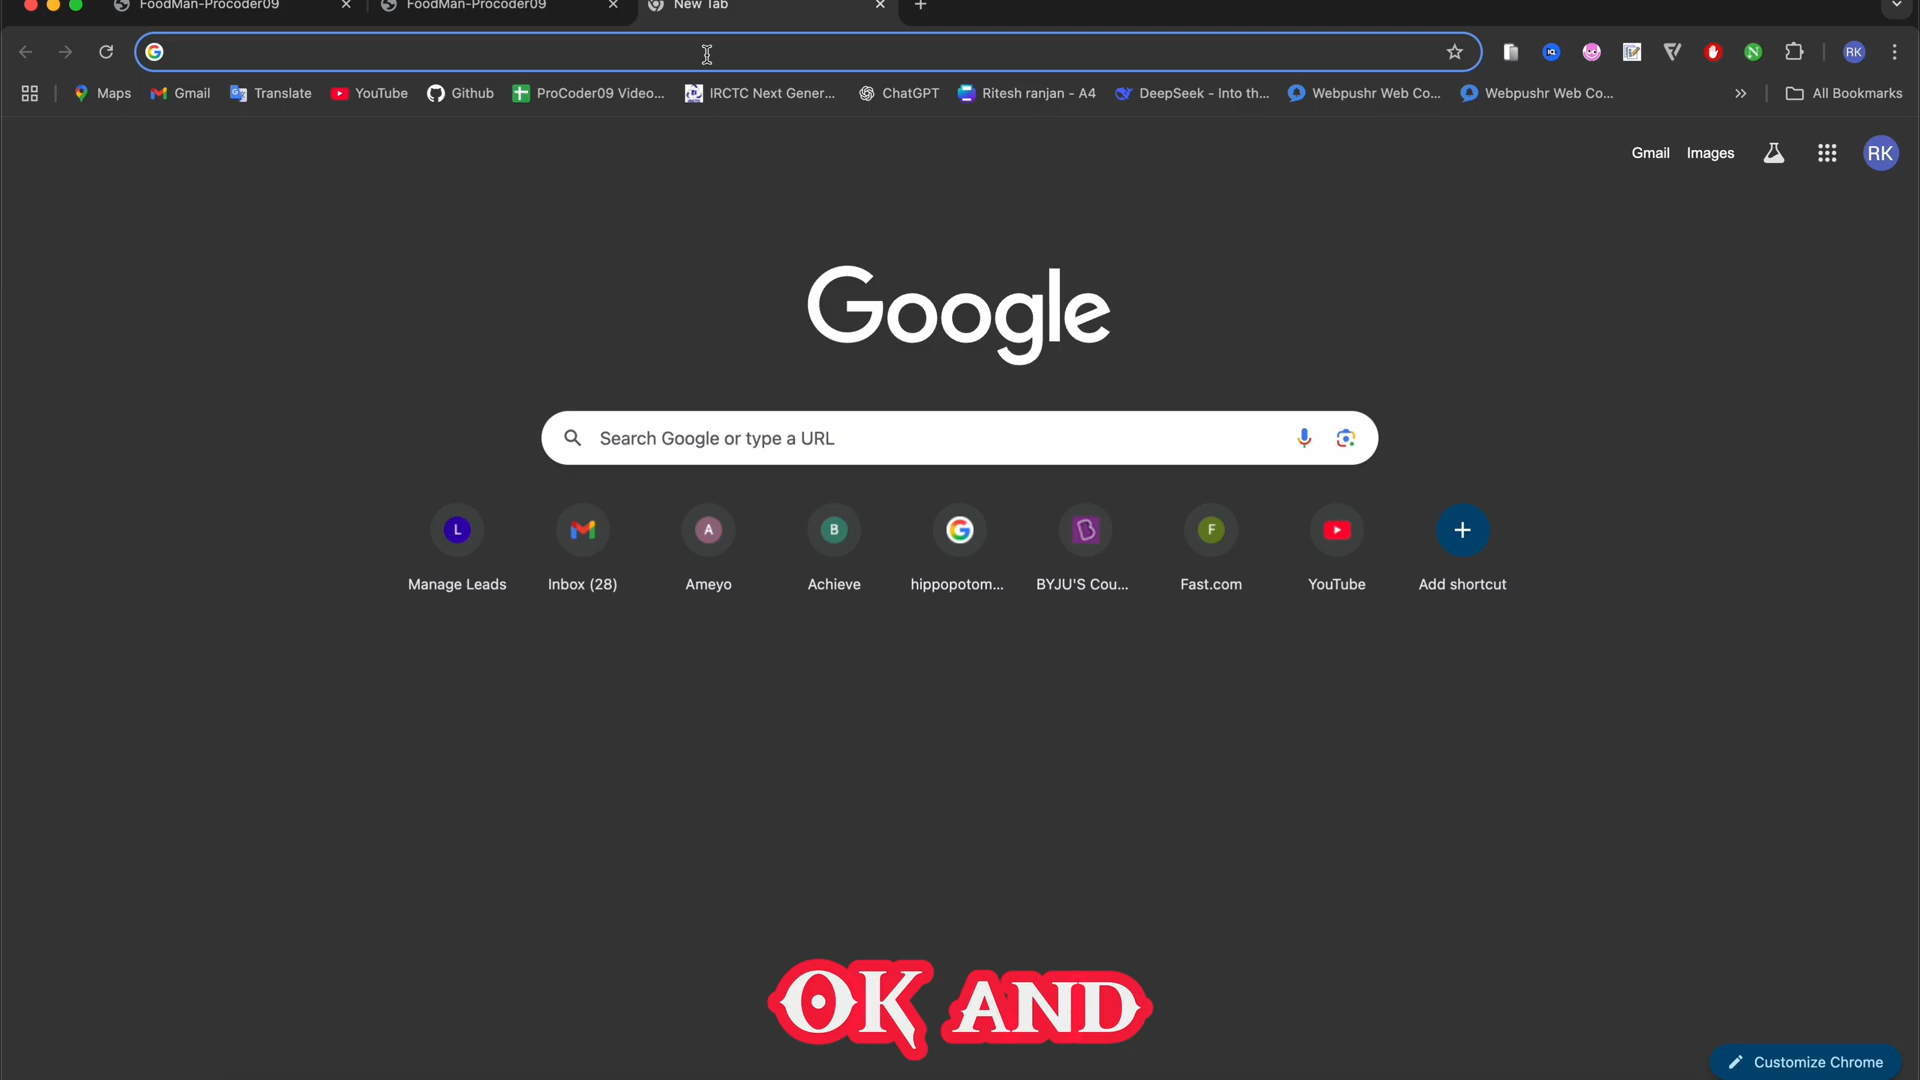 FoodMan-Procoder09
FoodMan-Procoder09
New Tab
Maps
Gmail
Translate
YouTube
Github
ProCoder09 Video...
IRCTC Next Gener...
ChatGPT
Ritesh ranjan - A4
DeepSeek - Into th...
Webpushr Web Co...
Webpushr Web Co...
All Bookmarks
RK
Gmail
Images
RK
Google
Search Google or type a URL
L
A
B
F
Manage Leads
Inbox (28)
Ameyo
Achieve
hippopotom...
BYJU'S Cou...
Fast.com
YouTube
Add shortcut
OK AND
Customize Chrome